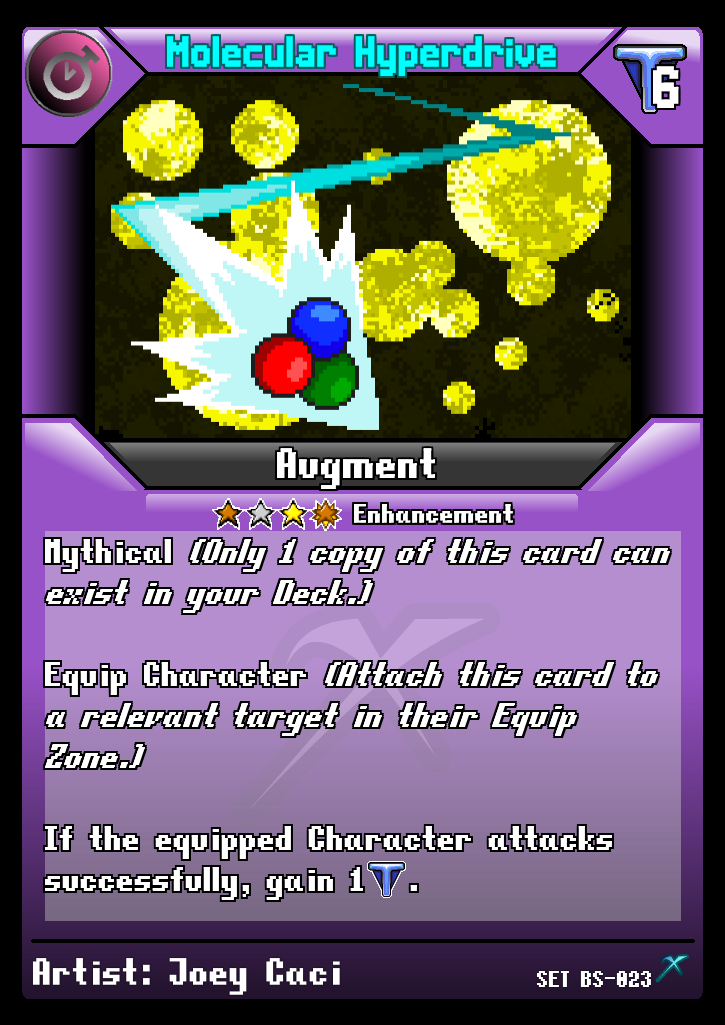 Molecular Hyperdrive
T6
Augment
Enhancement
Mythical (Only 1 copy of this card can
exist in your Deck.)
Equip Character (Attach this card to
a relevant target in their Equip
Zone.)
If the equipped Character attacks
successfully, gain 1T.
Artist: Joey Caci
SET BS-023